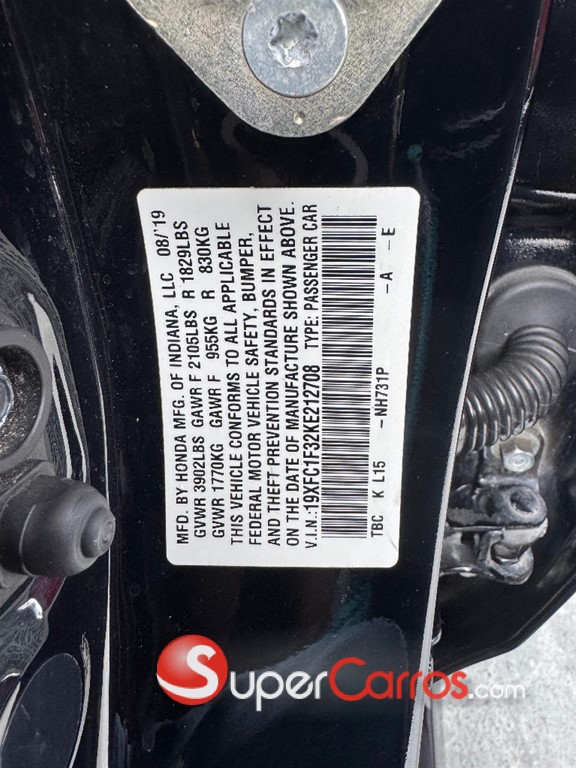 MFD. BY HONDA MFG. OF INDIANA, LLC 08/'19
GVWR 3902LBS GAWR F 2105LBS R 1829LBS
GVWR 1770KG GAWR F 955KG R 830KG
THIS VEHICLE CONFORMS TO ALL APPLICABLE
FEDERAL MOTOR VEHICLE SAFETY, BUMPER,
AND THEFT PREVENTION STANDARDS IN EFFECT
ON THE DATE OF MANUFACTURE SHOWN ABOVE.
V.I.N.:19XFC1F32KE212708 TYPE: PASSENGER CAR
TBC K L15 -NH731P -A -E
SuperCarros.com